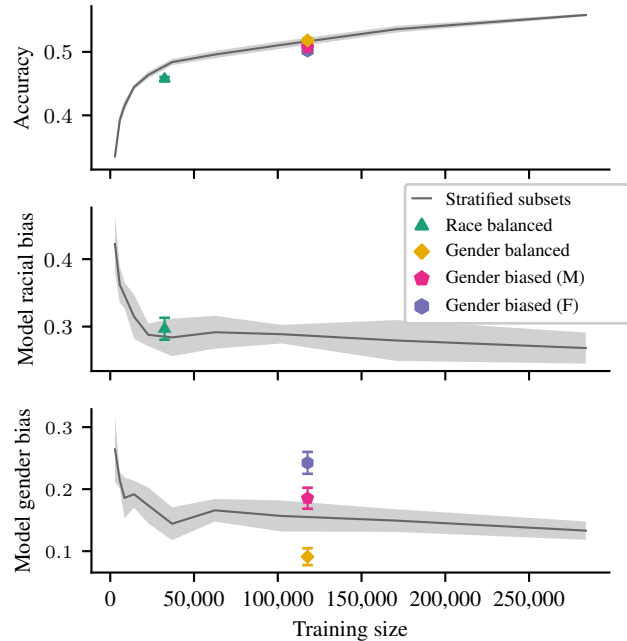 0.5
0.4
Accuracy
Stratified subsets
Race balanced
Gender balanced
Gender biased (M)
Gender biased (F)
0.4
0.3
Model racial bias
0.3
0.2
0.1
Model gender bias
0 50,000 100,000 150,000 200,000 250,000
Training size